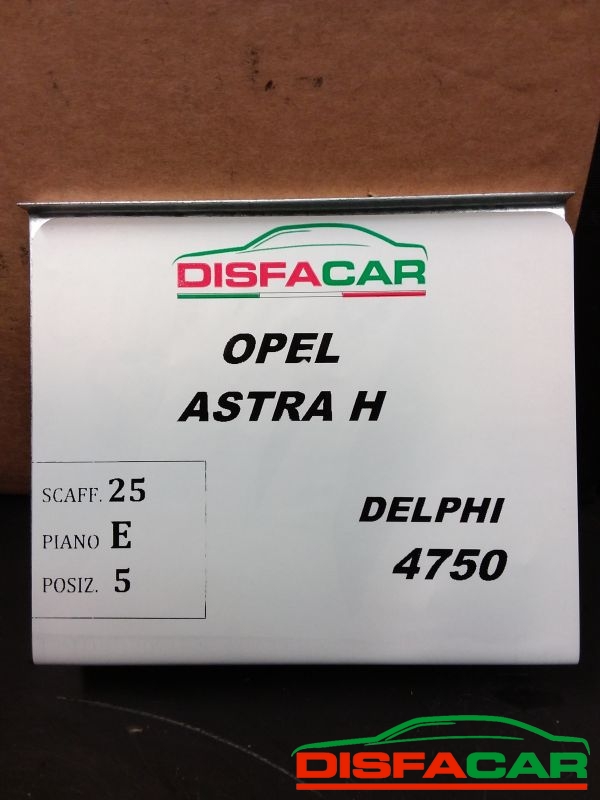 DISFACAR
OPEL
ASTRA H
SCAFF. 25
PIANO E
POSIZ. 5
DELPHI
4750
DISFACAR